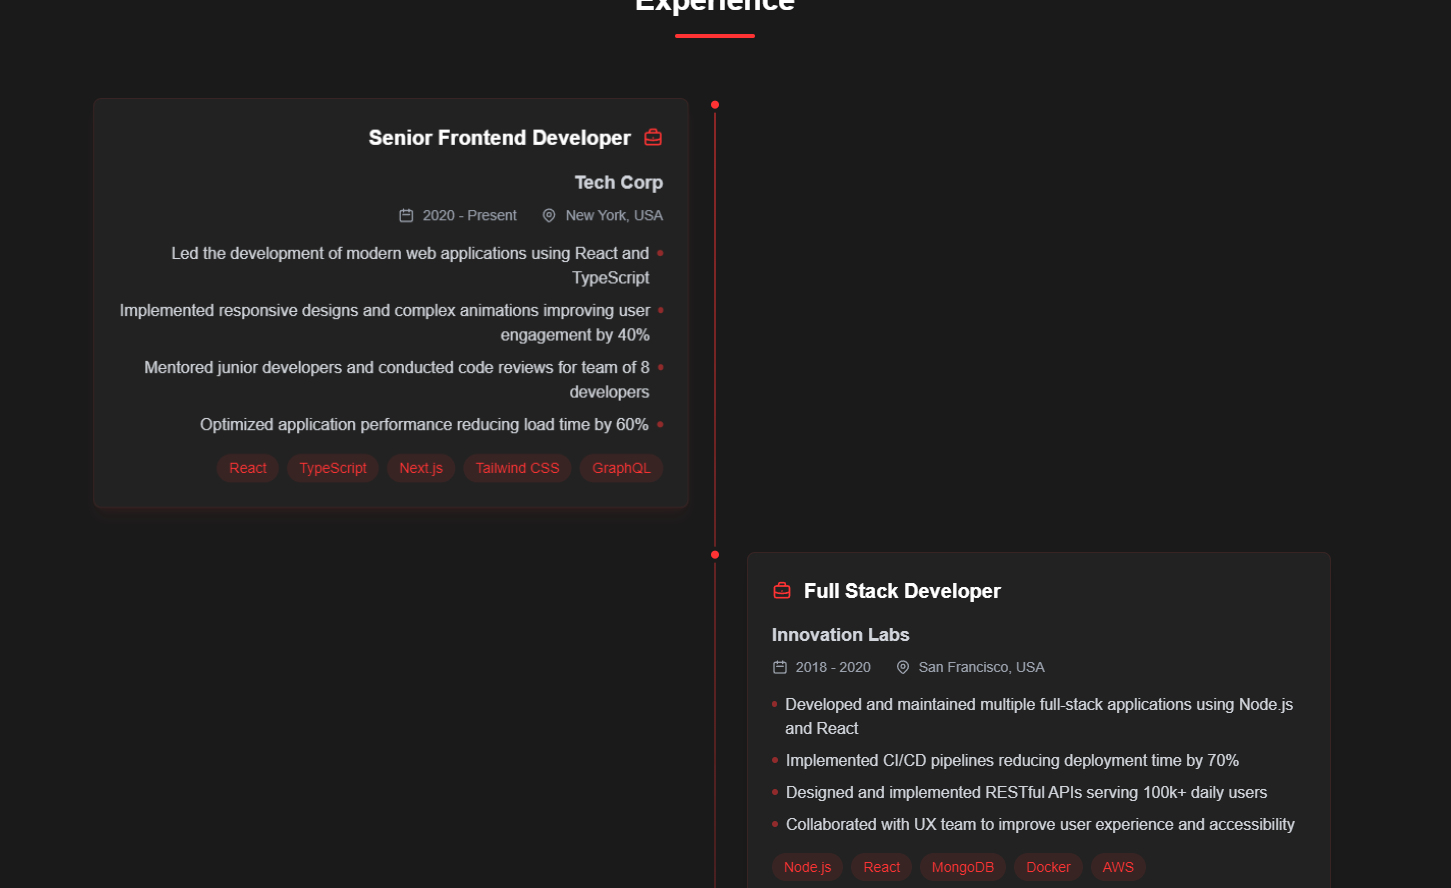 Experience
Senior Frontend Developer
Tech Corp
2020 - Present New York, USA
Led the development of modern web applications using React and
TypeScript
Implemented responsive designs and complex animations improving user
engagement by 40%
Mentored junior developers and conducted code reviews for team of 8
developers
Optimized application performance reducing load time by 60%
React TypeScript Next.js Tailwind CSS GraphQL
Full Stack Developer
Innovation Labs
2018 - 2020 San Francisco, USA
Developed and maintained multiple full-stack applications using Node.js
and React
Implemented CI/CD pipelines reducing deployment time by 70%
Designed and implemented RESTful APIs serving 100k+ daily users
Collaborated with UX team to improve user experience and accessibility
Node.js React MongoDB Docker AWS